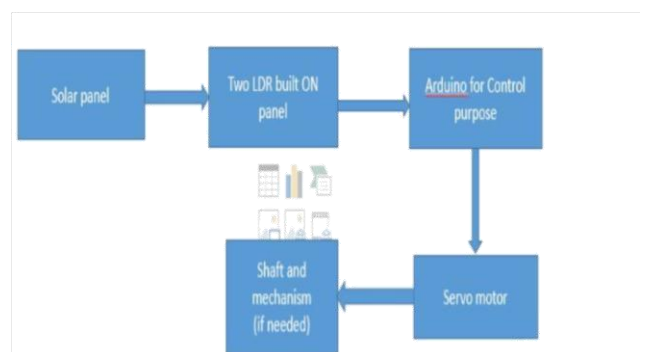 Solar panel
Two LDR built ON
panel
Arduino for Control
purpose
Shaft and
mechanism
(if needed)
Servo motor